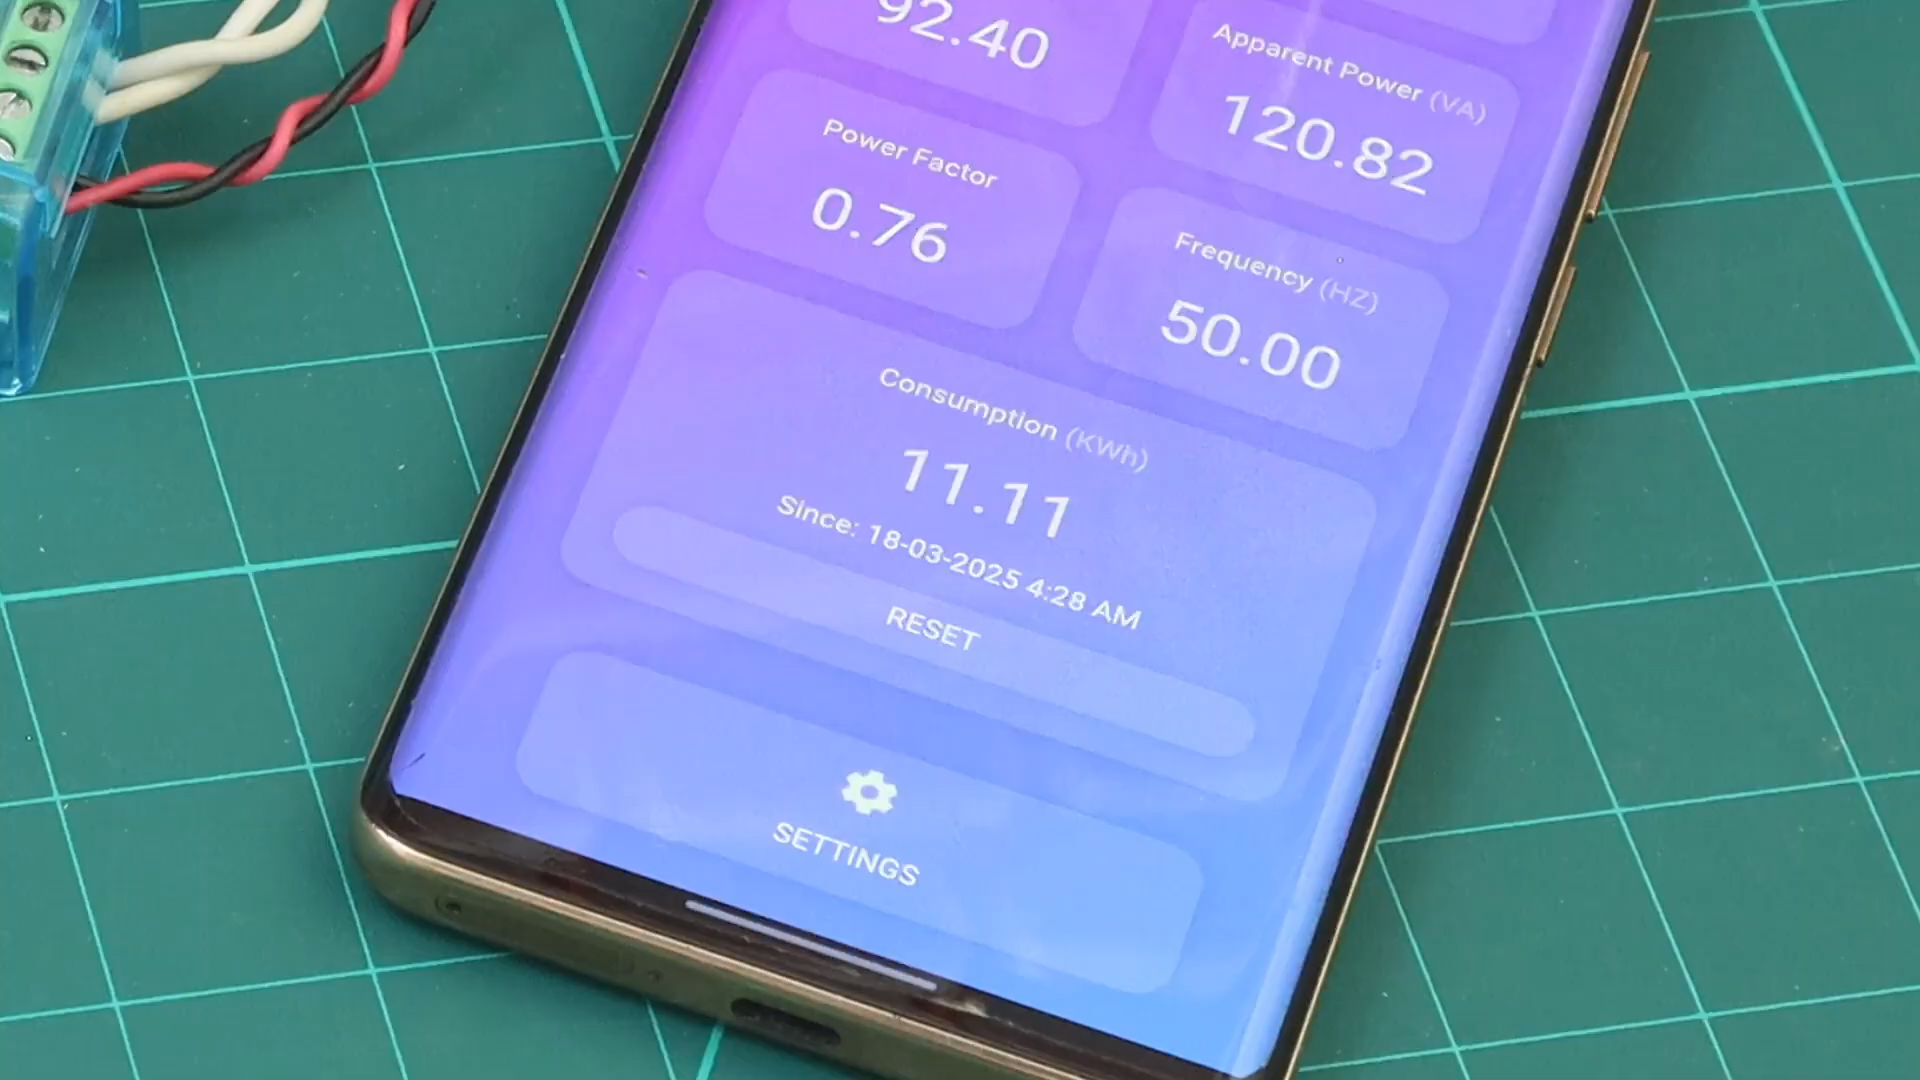 92.40
Apparent Power (VA)
120.82
Power Factor
0.76
Frequency (HZ)
50.00
Consumption (KWh)
11.11
Since: 18-03-2025 4:28 AM
RESET
SETTINGS